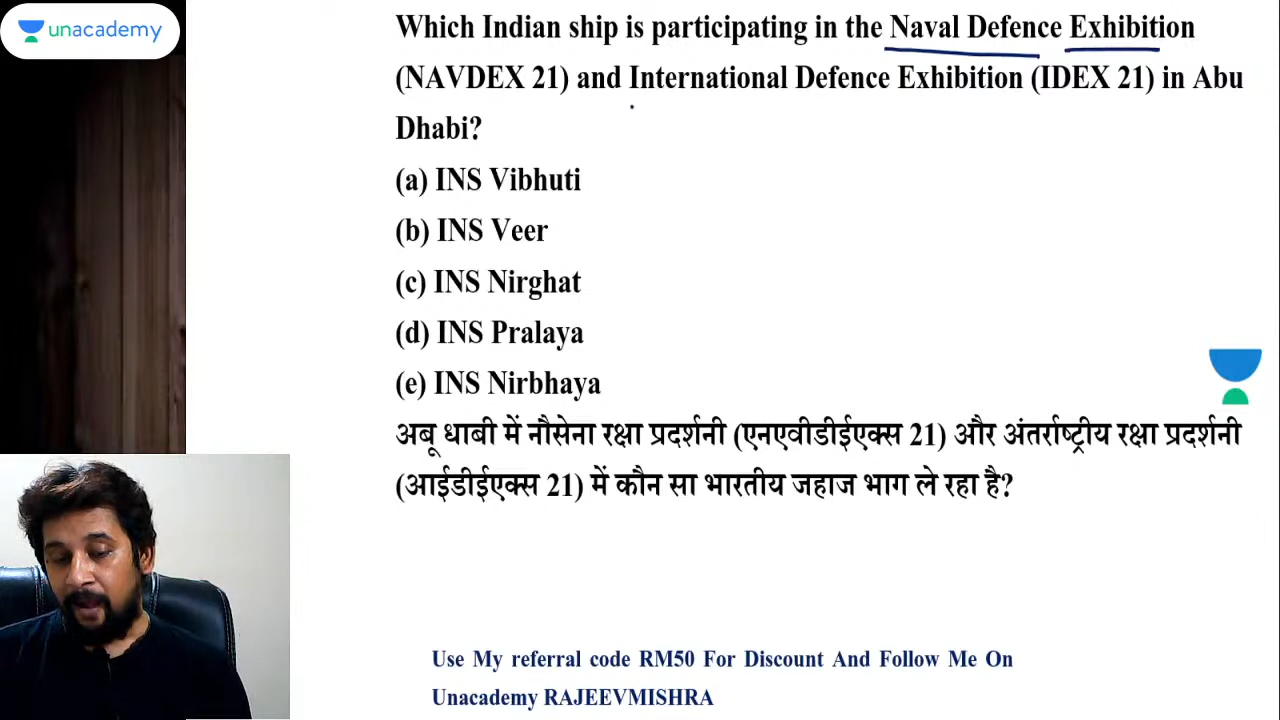 unacademy
Which Indian ship is participating in the Naval Defence Exhibition
(NAVDEX 21) and International Defence Exhibition (IDEX 21) in Abu
Dhabi?
(a) INS Vibhuti
(b) INS Veer
(c) INS Nirghat
(d) INS Pralaya
(e) INS Nirbhaya
अबू धाबी में नौसेना रक्षा प्रदर्शनी (एनएवीडीईएक्स 21) और अंतर्राष्ट्रीय रक्षा प्रदर्शनी
(आईडीईएक्स 21) में कौन सा भारतीय जहाज भाग ले रहा है?
Use My referral code RM50 For Discount And Follow Me On
Unacademy RAJEEVMISHRA